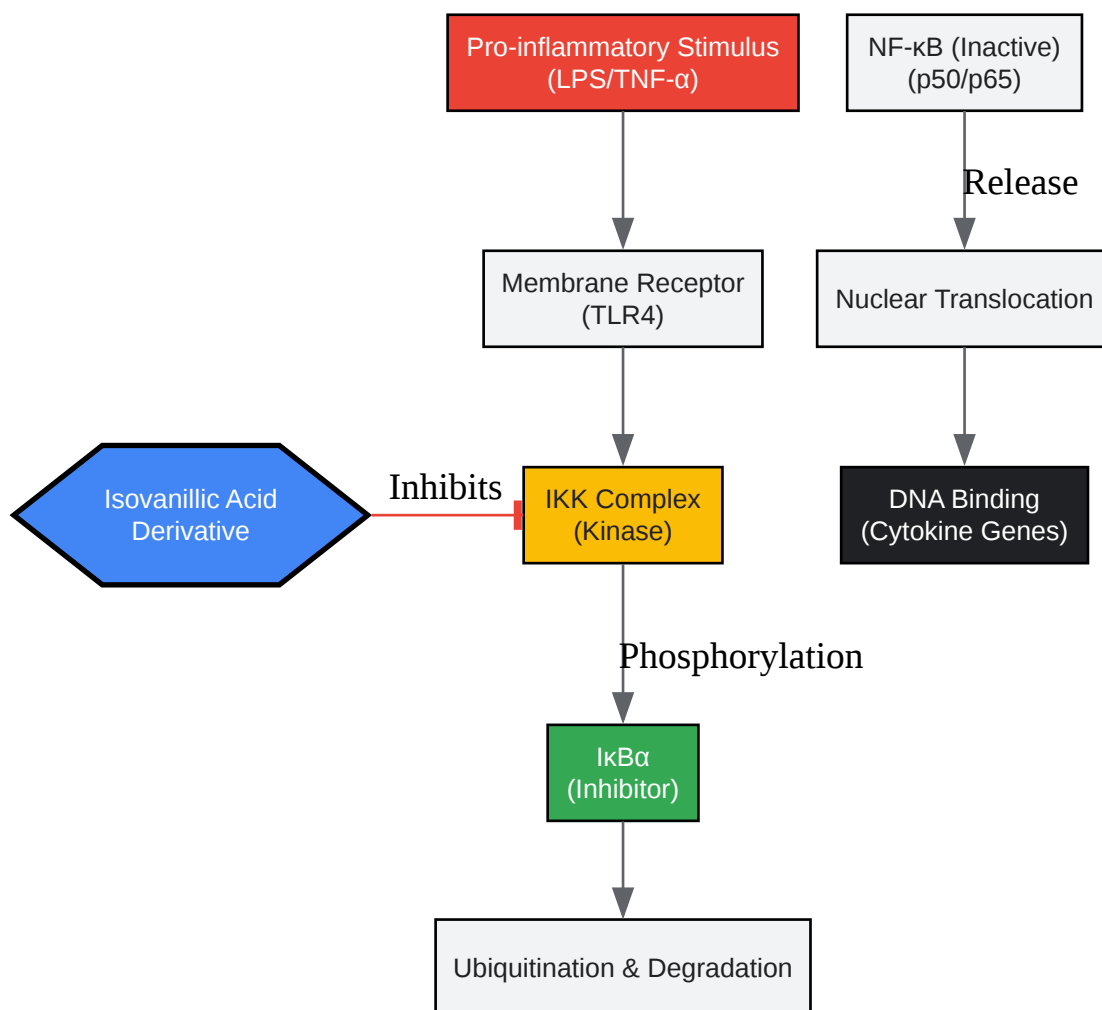 Pro-inflammatory Stimulus
(LPS/TNF-α)
NF-κB (Inactive)
(p50/p65)
Release
Membrane Receptor
(TLR4)
Nuclear Translocation
Isovanillic Acid
Derivative
Inhibits
IKK Complex
(Kinase)
DNA Binding
(Cytokine Genes)
Phosphorylation
IκBα
(Inhibitor)
Ubiquitination & Degradation